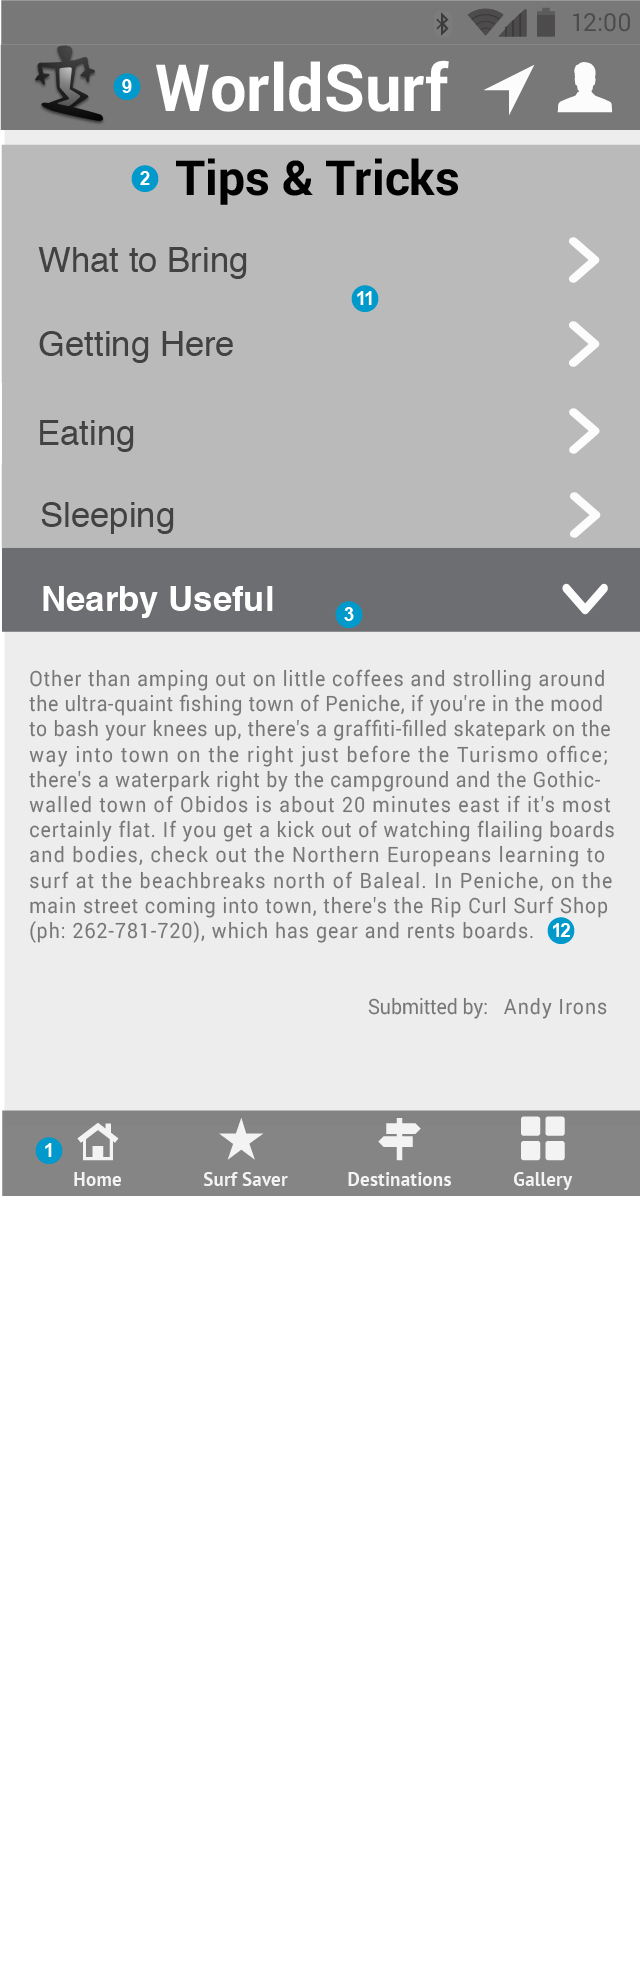 12:00
9 WorldSurf
2 Tips & Tricks
What to Bring
11
Getting Here
Eating
Sleeping
Nearby Useful
3
Other than amping out on little coffees and strolling around
the ultra-quaint fishing town of Peniche, if you're in the mood
to bash your knees up, there's a graffiti-filled skatepark on the
way into town on the right just before the Turismo office;
there's a waterpark right by the campground and the Gothic-
walled town of Obidos is about 20 minutes east if it's most
certainly flat. If you get a kick out of watching flailing boards
and bodies, check out the Northern Europeans learning to
surf at the beachbreaks north of Baleal. In Peniche, on the
main street coming into town, there's the Rip Curl Surf Shop
(ph: 262-781-720), which has gear and rents boards. 12
Submitted by: Andy Irons
1
Home Surf Saver Destinations Gallery